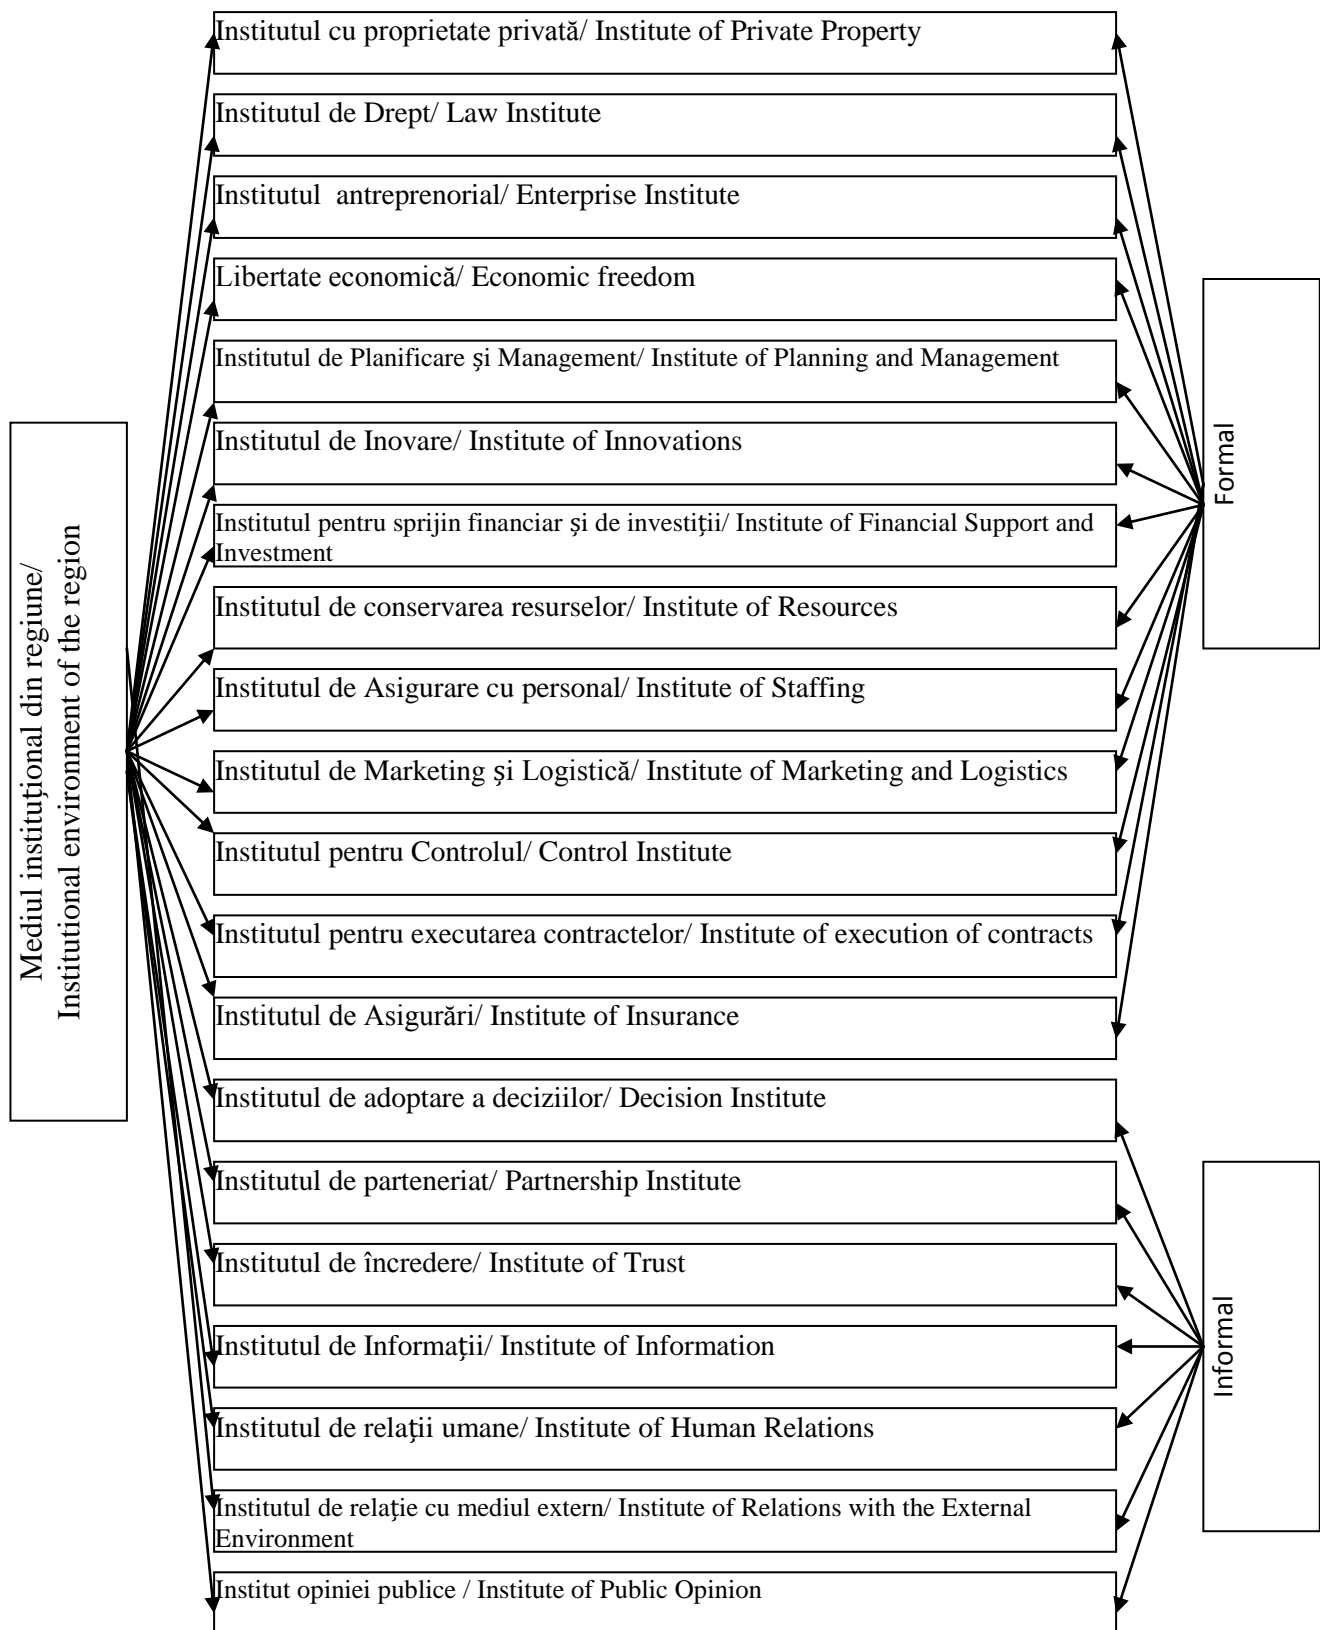 Institutul cu proprietate privată/ Institute of Private Property
Institutul de Drept/ Law Institute
Institutul  antreprenorial/ Enterprise Institute
Libertate economică/ Economic freedom
Institutul de Planificare şi Management/ Institute of Planning and Management
Institutul de Inovare/ Institute of Innovations
Institutul pentru sprijin financiar şi de investiţii/ Institute of Financial Support and
Investment
Institutul de conservarea resurselor/ Institute of Resources
Institutul de Asigurare cu personal/ Institute of Staffing
Institutul de Marketing şi Logistică/ Institute of Marketing and Logistics
Institutul pentru Controlul/ Control Institute
Institutul pentru executarea contractelor/ Institute of execution of contracts
Institutul de Asigurări/ Institute of Insurance
Institutul de adoptare a deciziilor/ Decision Institute
Institutul de parteneriat/ Partnership Institute
Institutul de încredere/ Institute of Trust
Institutul de Informaţii/ Institute of Information
Institutul de relaţii umane/ Institute of Human Relations
Institutul de relaţie cu mediul extern/ Institute of Relations with the External
Environment
Institut opiniei publice / Institute of Public Opinion
Mediul instituţional din regiune/
Institutional environment of the region
Formal
Informal